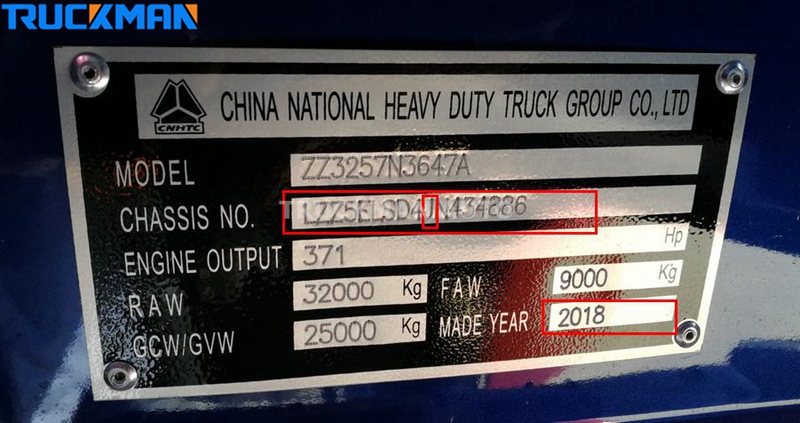 TRUCKMAN
CNHTC
CHINA NATIONAL HEAVY DUTY TRUCK GROUP CO., LTD
MODEL ZZ3257N3647A
CHASSIS NO. LZZ5ELSD4JN434886
ENGINE OUTPUT 371 Hp
RAW 32000 Kg FAW 9000 Kg
GCW/GVW 25000 Kg MADE YEAR 2018